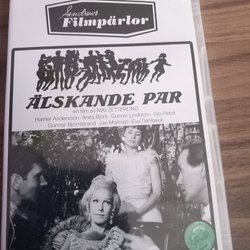 Sandrews
Filmpärlor
ÄLSKANDE PAR
en film av MAI ZETTERLING
Harriet Andersson Anita Björk Gunnel Lindblom Gio Petré
Gunnar Björnstrand Jan Malmsjö Eva Dahlbeck